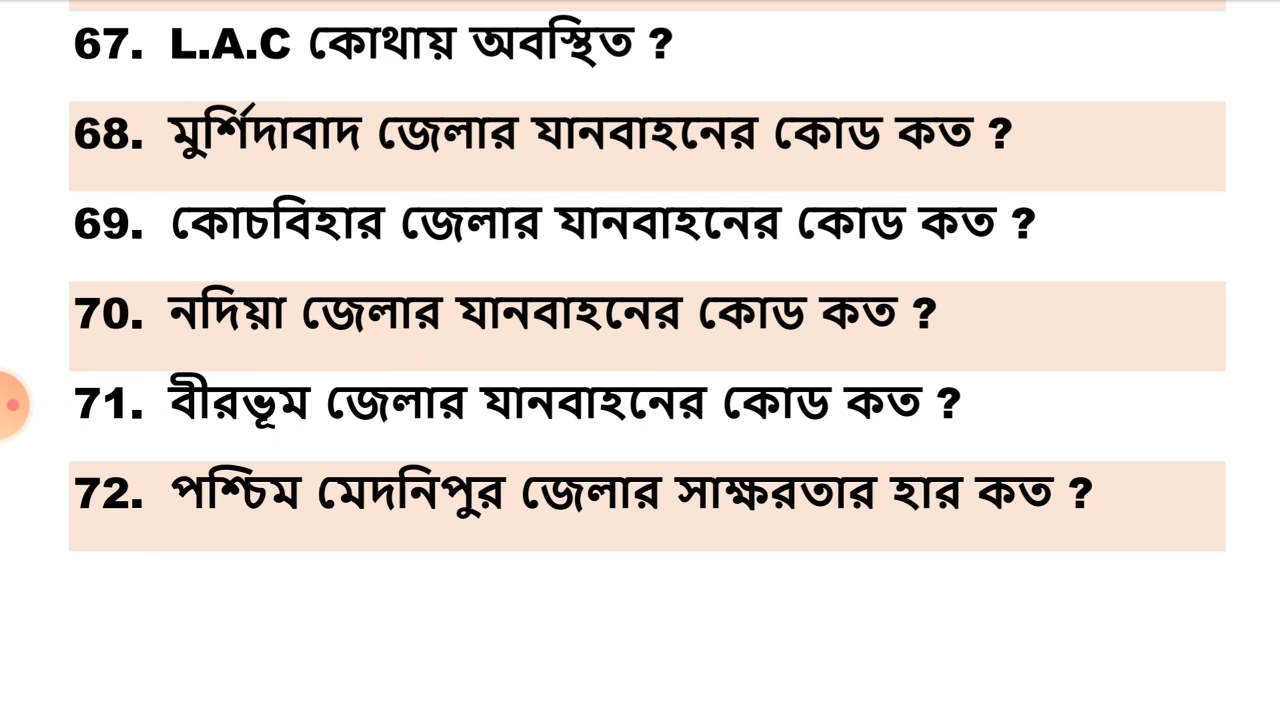 67. L.A.C কোথায় অবস্থিত ?
68. মুর্শিদাবাদ জেলার যানবাহনের কোড কত ?
69. কোচবিহার জেলার যানবাহনের কোড কত ?
70. নদিয়া জেলার যানবাহনের কোড কত ?
71. বীরভূম জেলার যানবাহনের কোড কত ?
72. পশ্চিম মেদনিপুর জেলার সাক্ষরতার হার কত ?